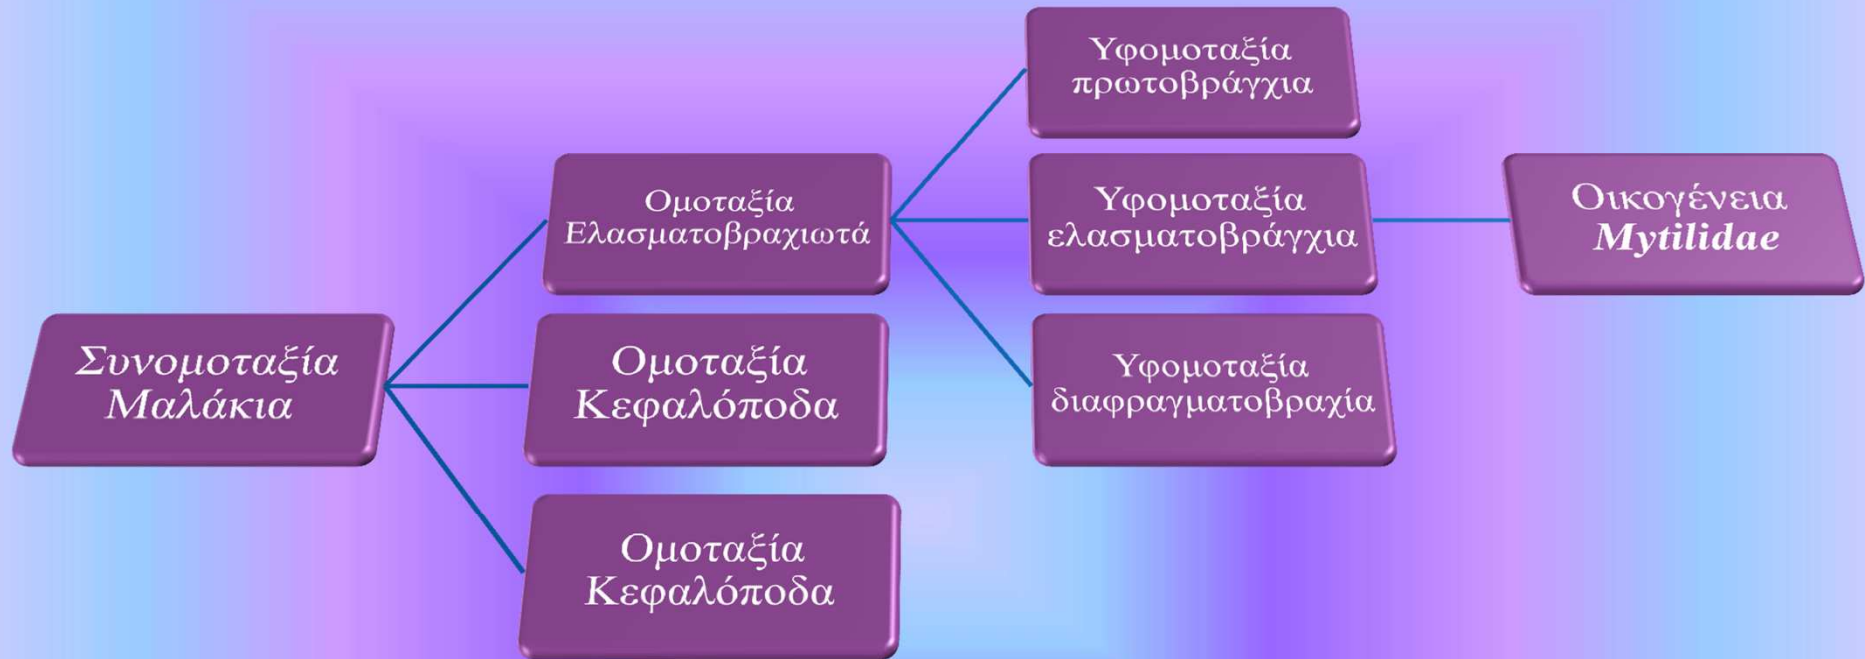 Συνομοταξία
Μαλάκια
Ομοταξία
Ελασματοβραχιωτά
Ομοταξία
Κεφαλόποδα
Ομοταξία
Κεφαλόποδα
Υφομοταξία
πρωτοβράγχια
Υφομοταξία
ελασματοβράγχια
Υφομοταξία
διαφραγματοβραχία
Οικογένεια
Mytilidae